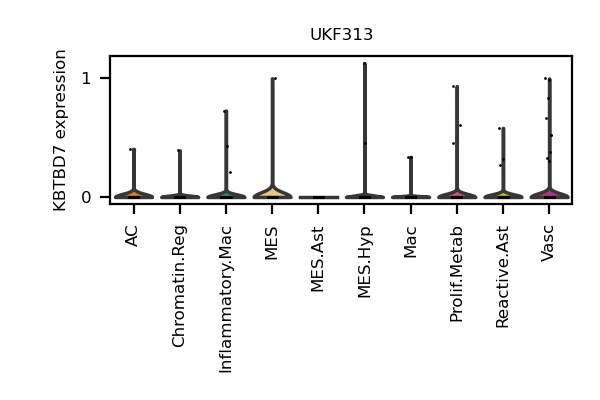 UKF313
KBTBD7 expression
1
0
AC
Chromatin.Reg
Inflammatory.Mac
MES
MES.Ast
MES.Hyp
Mac
Prolif.Metab
Reactive.Ast
Vasc